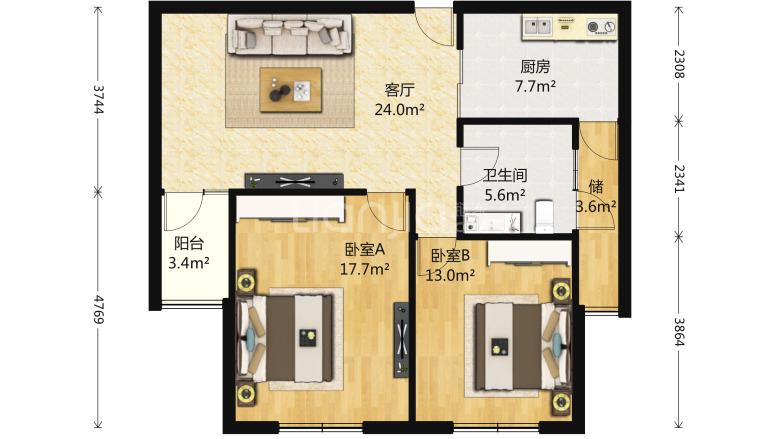 3744
4769
客厅
24.0m²
厨房
7.7m²
卫生间
5.6m²
储
3.6m²
阳台
3.4m²
卧室A
17.7m²
卧室B
13.0m²
2308
2341
3864